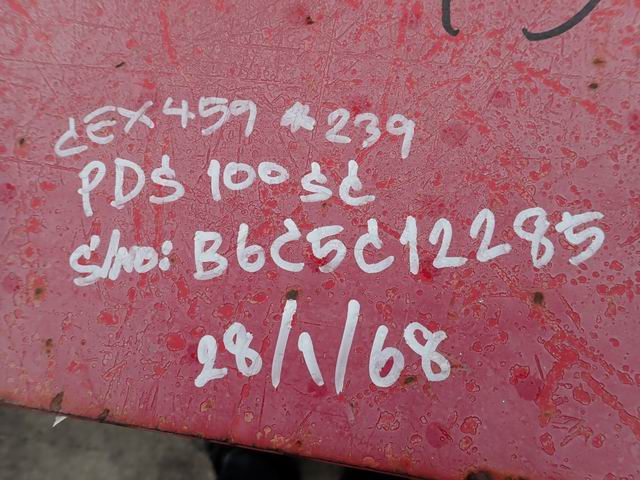 CEX459 * 239
PDS 100 SC
S/NO: B6C5C12285
28/1/68